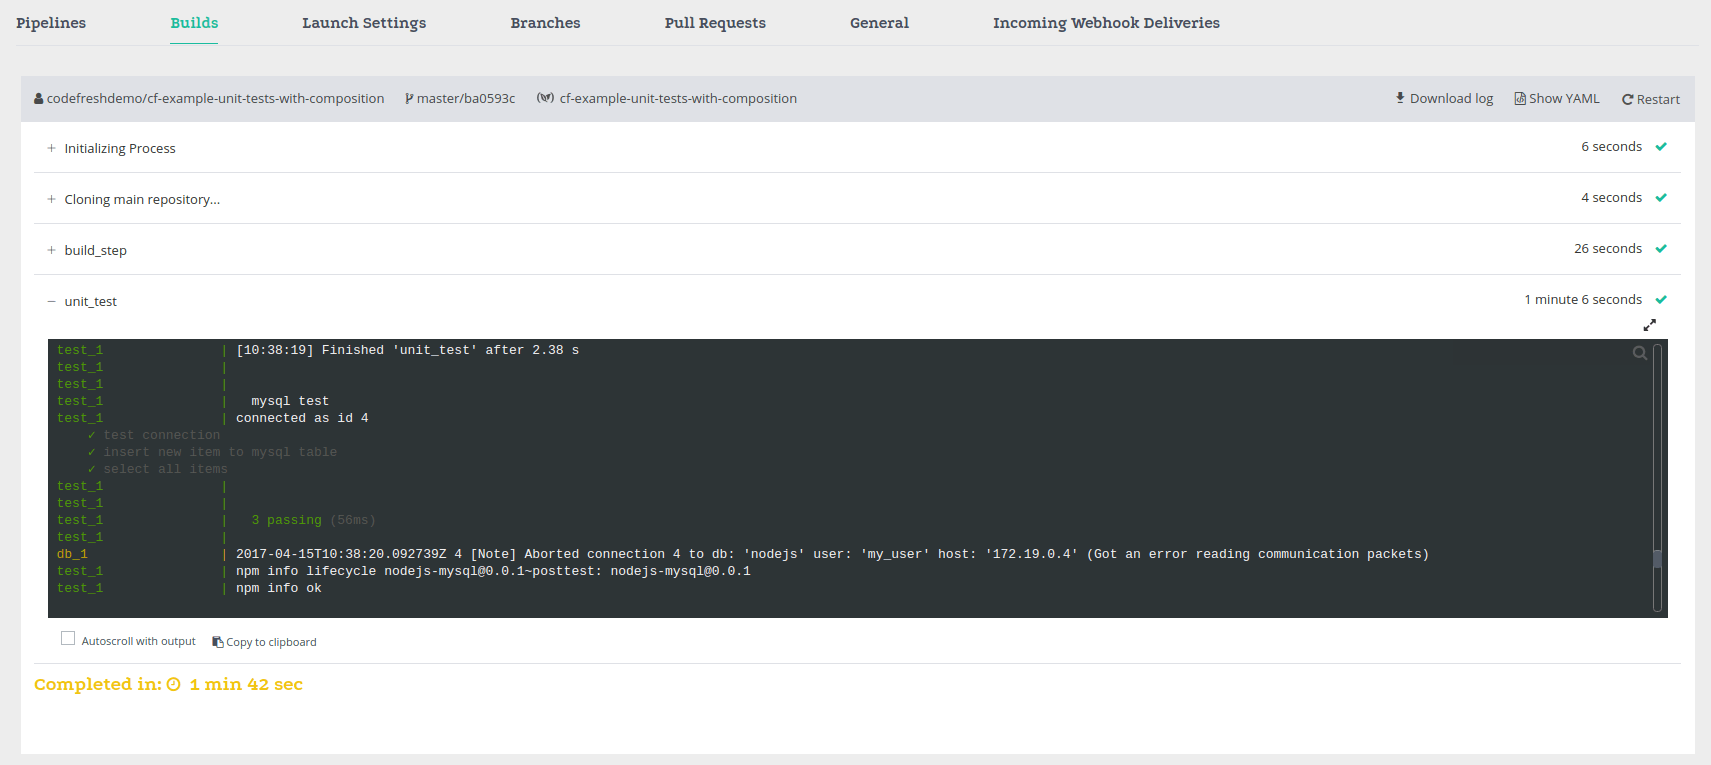 Pipelines Builds Launch Settings Branches Pull Requests General Incoming Webhook Deliveries
codefreshdemo/cf-example-unit-tests-with-composition master/ba0593c cf-example-unit-tests-with-composition Download log Show YAML Restart
+ Initializing Process 6 seconds ✔
+ Cloning main repository... 4 seconds ✔
+ build_step 26 seconds ✔
− unit_test 1 minute 6 seconds ✔
test_1 | [10:38:19] Finished 'unit_test' after 2.38 s
test_1 |
test_1 |
test_1 | mysql test
test_1 | connected as id 4
✓ test connection
✓ insert new item to mysql table
✓ select all items
test_1 |
test_1 |
test_1 | 3 passing (56ms)
test_1 |
db_1 | 2017-04-15T10:38:20.092739Z 4 [Note] Aborted connection 4 to db: 'nodejs' user: 'my_user' host: '172.19.0.4' (Got an error reading communication packets)
test_1 | npm info lifecycle nodejs-mysql@0.0.1~posttest: nodejs-mysql@0.0.1
test_1 | npm info ok
Autoscroll with output Copy to clipboard
Completed in: 1 min 42 sec